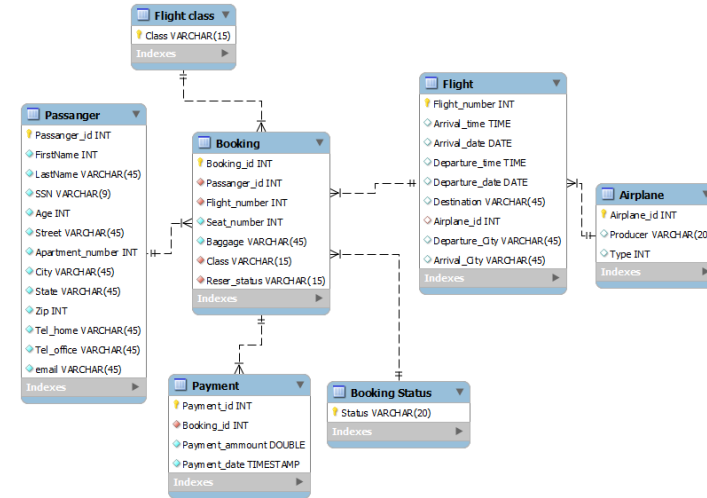 Flight class
Class VARCHAR(15)
Indexes
Passanger
Passanger_id INT
FirstName INT
LastName VARCHAR(45)
SSN VARCHAR(9)
Age INT
Street VARCHAR(45)
Apartment_number INT
City VARCHAR(45)
State VARCHAR(45)
Zip INT
Tel_home VARCHAR(45)
Tel_office VARCHAR(45)
email VARCHAR(45)
Indexes
Booking
Booking_id INT
Passanger_id INT
Flight_number INT
Seat_number INT
Baggage VARCHAR(45)
Class VARCHAR(15)
Reser_status VARCHAR(15)
Indexes
Flight
Flight_number INT
Arrival_time TIME
Arrival_date DATE
Departure_time TIME
Departure_date DATE
Destination VARCHAR(45)
Airplane_id INT
Departure_City VARCHAR(45)
Arrival_City VARCHAR(45)
Indexes
Airplane
Airplane_id INT
Producer VARCHAR(20
Type INT
Indexes
Payment
Payment_id INT
Booking_id INT
Payment_ammount DOUBLE
Payment_date TIMESTAMP
Indexes
Booking Status
Status VARCHAR(20)
Indexes